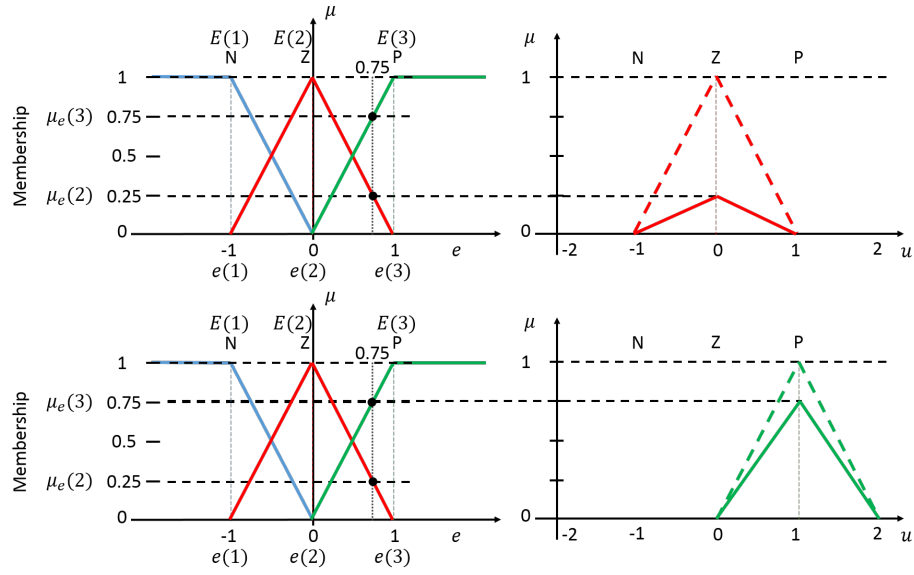 μ
E(1) E(2) E(3)
N Z P
0.75
1
μₑ(3) 0.75
0.5
μₑ(2) 0.25
0
Membership
-1 0 1 e
e(1) e(2) e(3)
μ
N Z P
1
0
-2 -1 0 1 2 u
μ
E(1) E(2) E(3)
N Z P
0.75
1
μₑ(3) 0.75
0.5
μₑ(2) 0.25
0
Membership
-1 0 1 e
e(1) e(2) e(3)
μ
N Z P
1
0
-2 -1 0 1 2 u